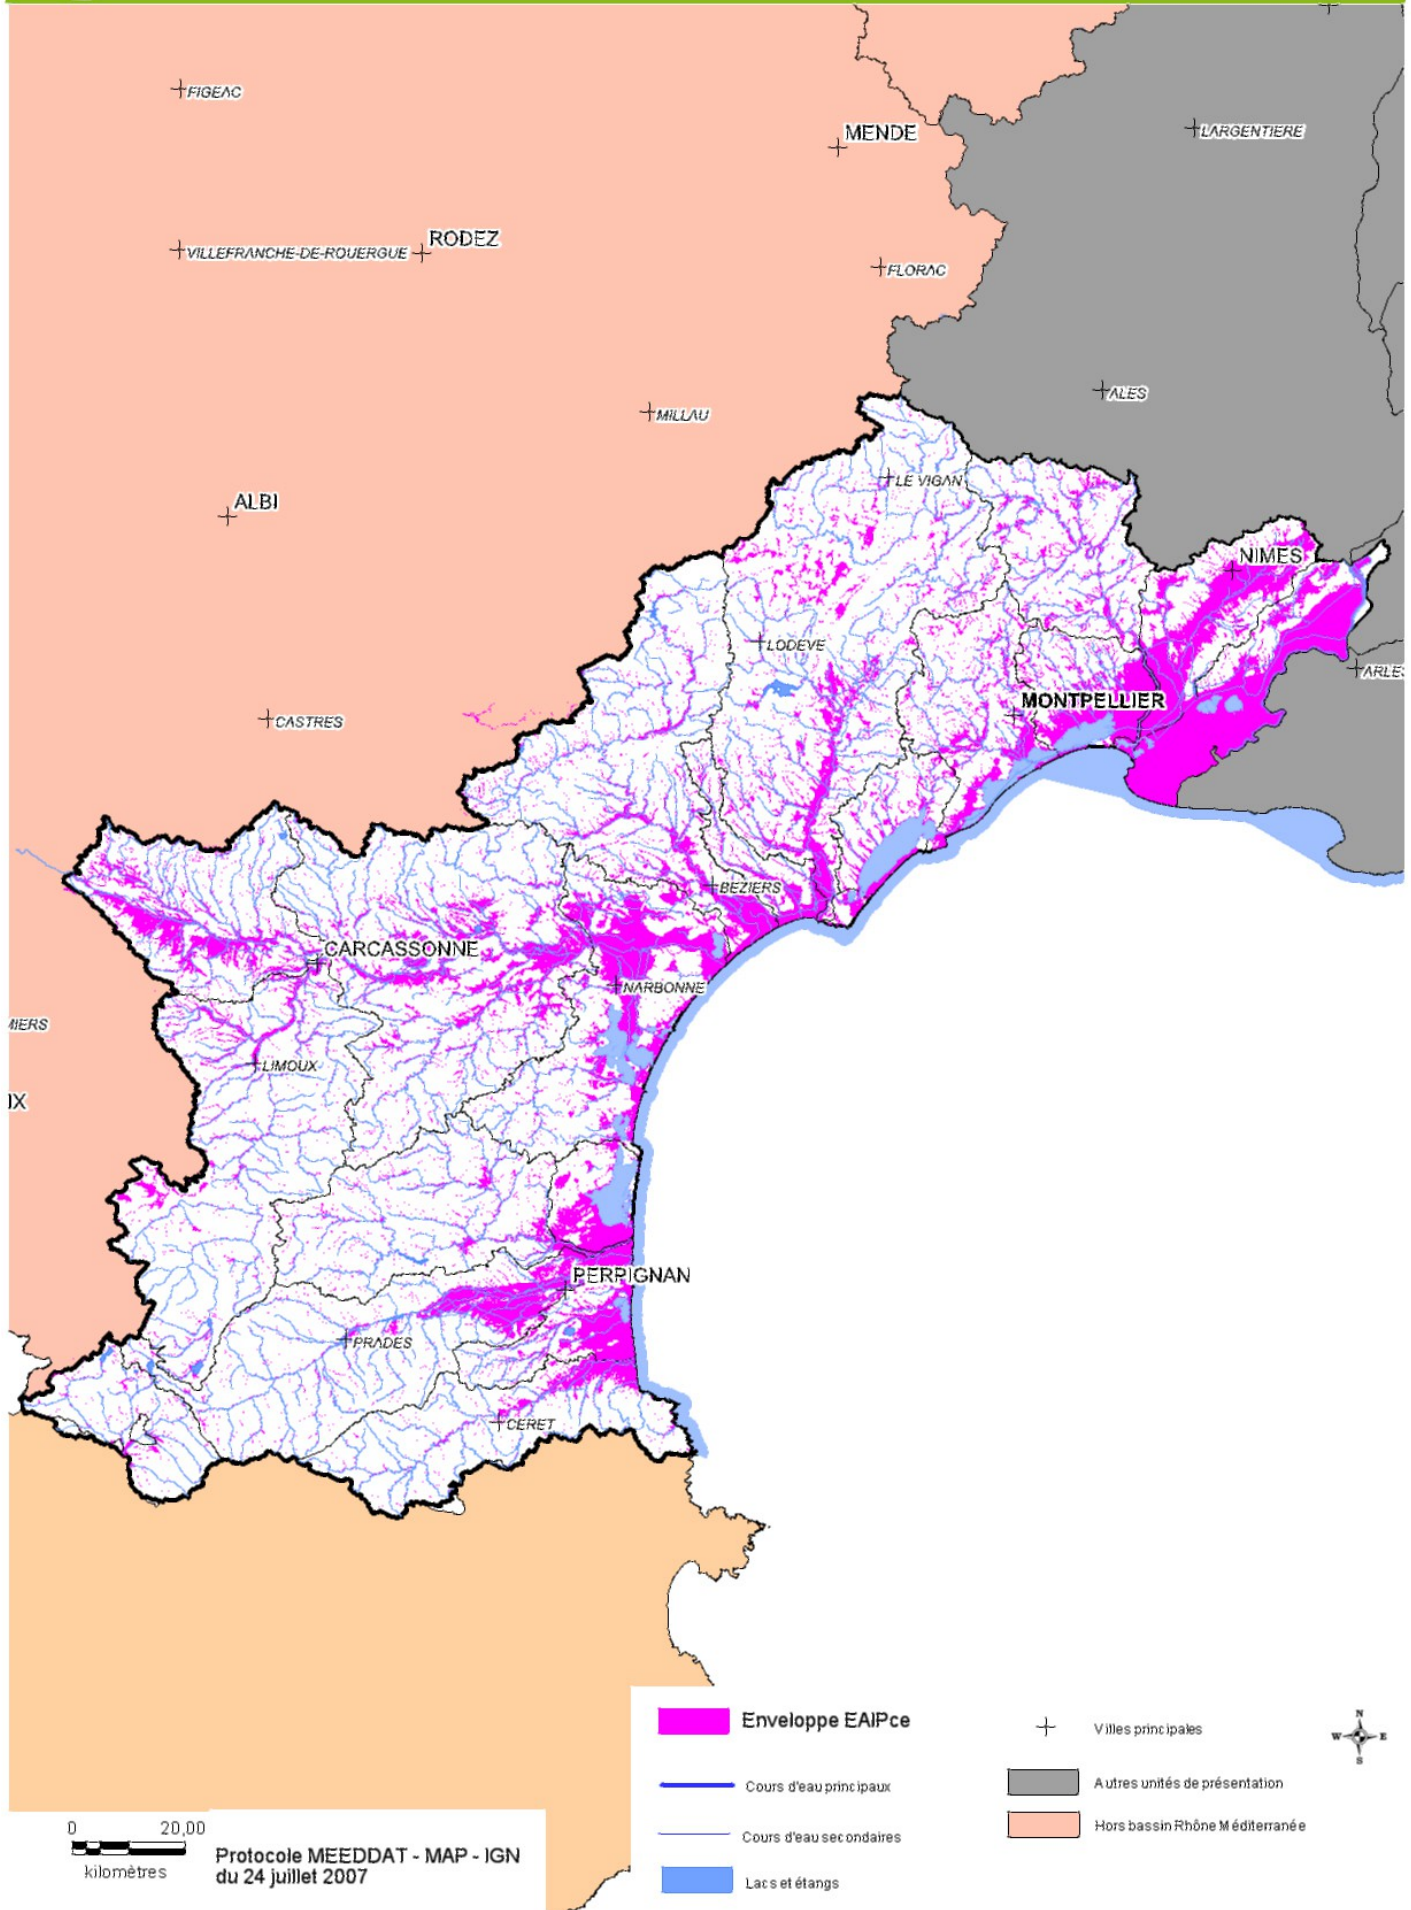 FIGEAC
MENDE
LARGENTIERE
VILLEFRANCHE-DE-ROUERGUE
RODEZ
FLORAC
ALES
MILLAU
LE VIGAN
ALBI
NIMES
LODEVE
ARLES
CASTRES
MONTPELLIER
BEZIERS
CARCASSONNE
NARBONNE
MIERS
LIMOUX
IX
PERPIGNAN
PRADES
CERET
Enveloppe EAIPce
Villes principales
N
W E
S
Cours d'eau principaux
Autres unités de présentation
Cours d'eau secondaires
Hors bassin Rhône Méditerranée
Lacs et étangs
0 20,00
kilomètres
Protocole MEEDDAT - MAP - IGN
du 24 juillet 2007